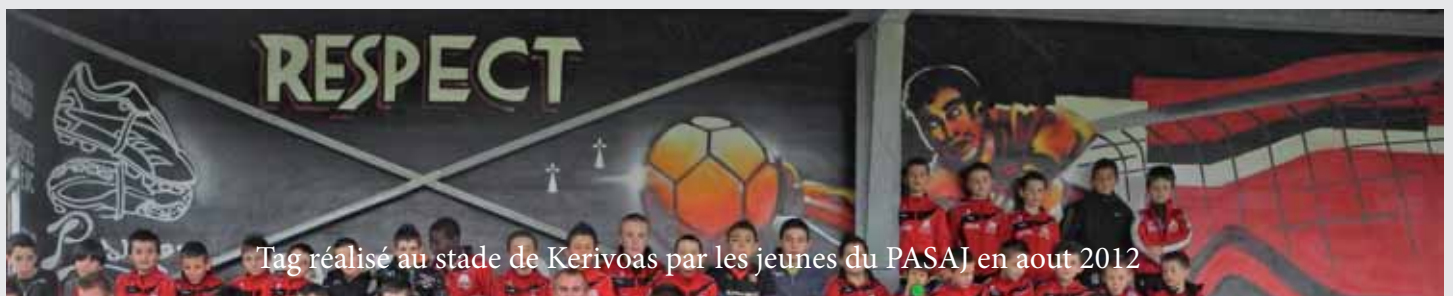 RESPECT
Tag réalisé au stade de Kerivoas par les jeunes du PASAJ en aout 2012